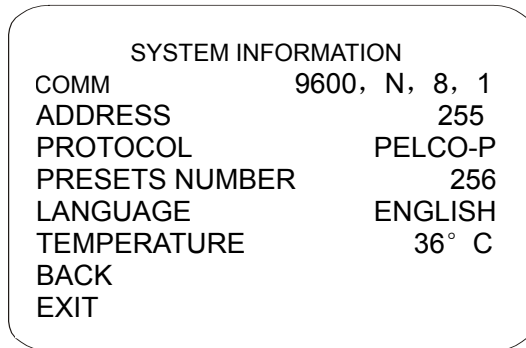 SYSTEM INFORMATION
COMM 9600，N，8，1
ADDRESS 255
PROTOCOL PELCO-P
PRESETS NUMBER 256
LANGUAGE ENGLISH
TEMPERATURE 36° C
BACK
EXIT